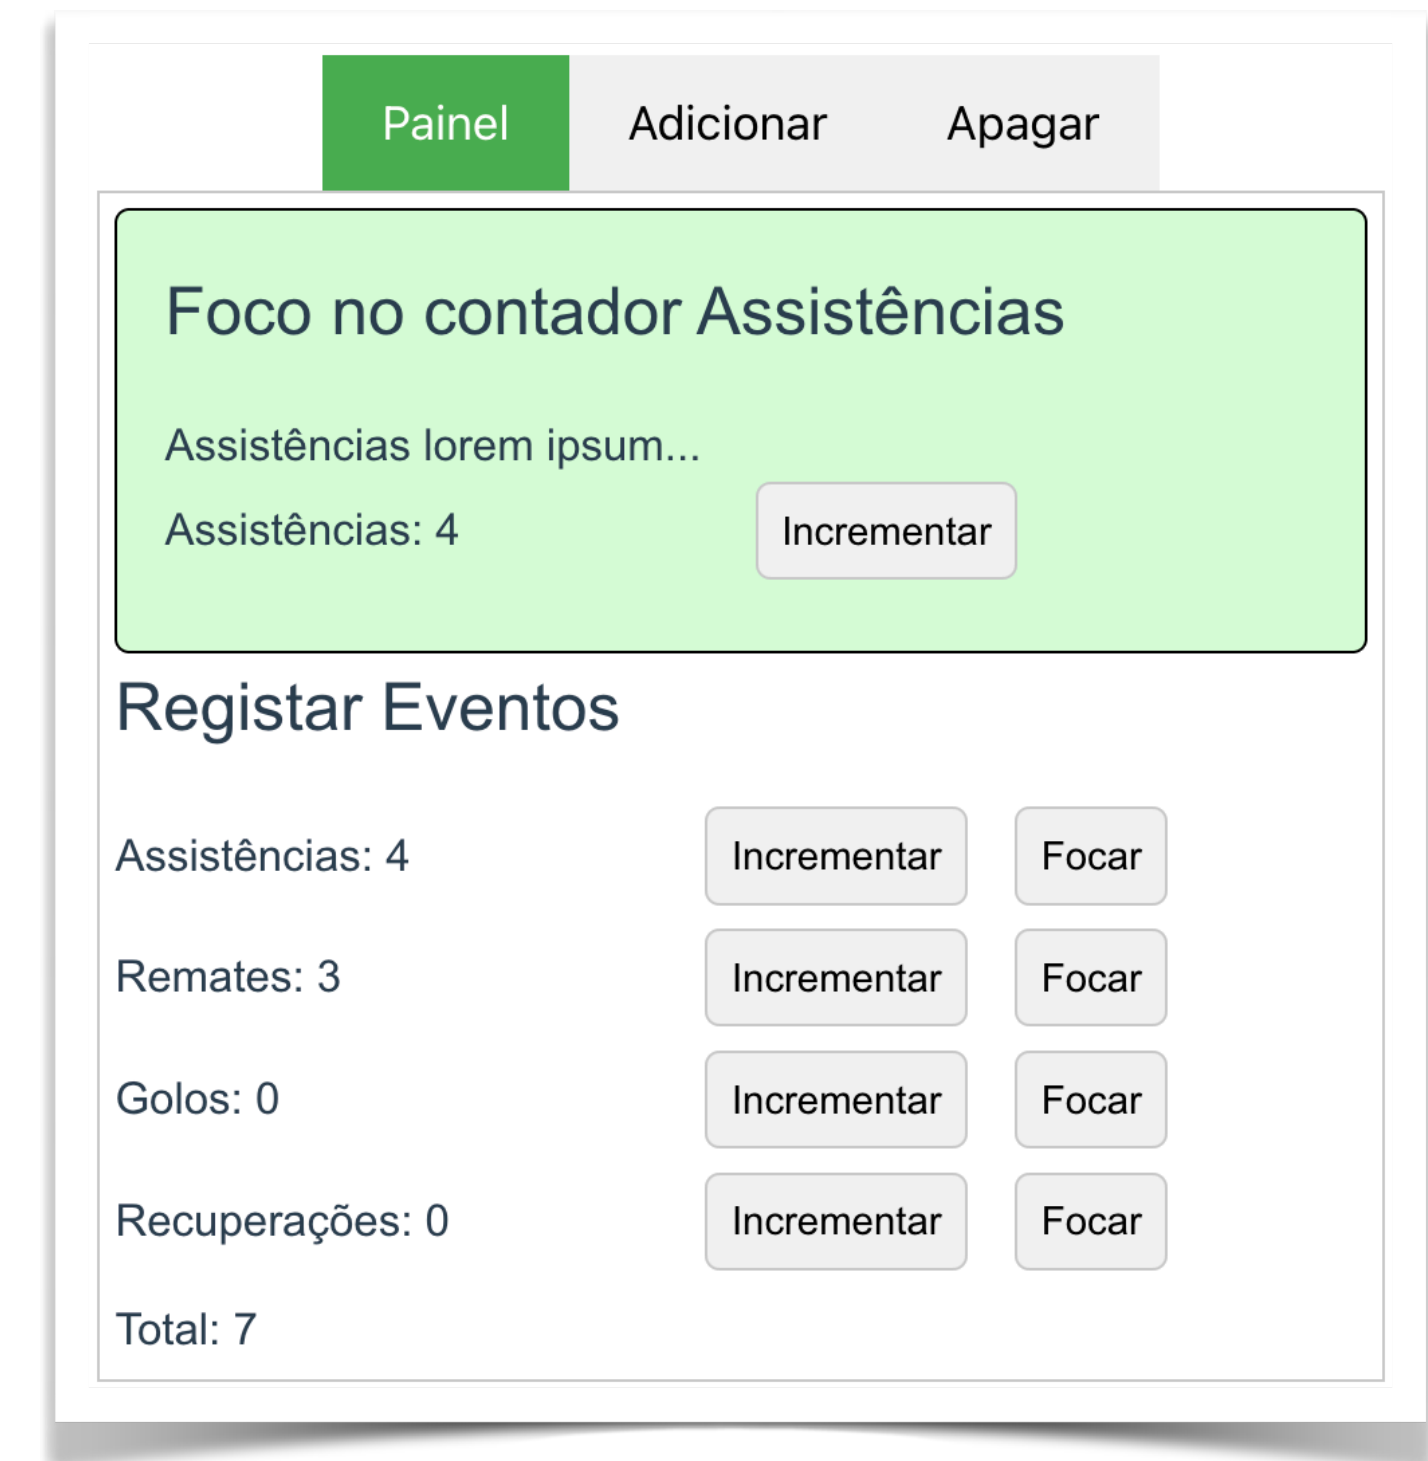 Painel Adicionar Apagar
Foco no contador Assistências
Assistências lorem ipsum...
Assistências: 4 Incrementar
Registar Eventos
Assistências: 4 Incrementar Focar
Remates: 3 Incrementar Focar
Golos: 0 Incrementar Focar
Recuperações: 0 Incrementar Focar
Total: 7